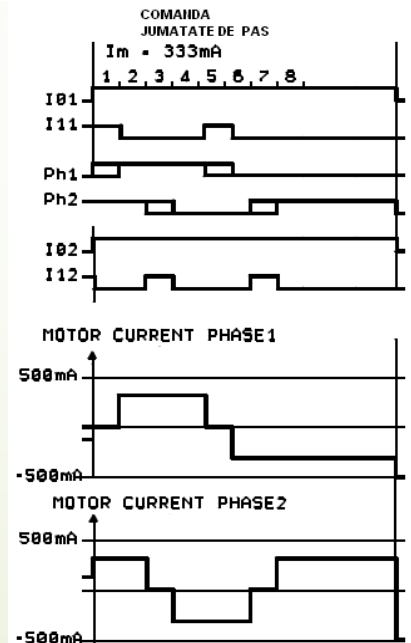 COMANDA
JUMATATE DE PAS
Im = 333mA
1 2 3 4 5 6 7 8
I01
I11
Ph1
Ph2
I02
I12
MOTOR CURRENT PHASE1
500mA
-500mA
MOTOR CURRENT PHASE2
500mA
-500mA